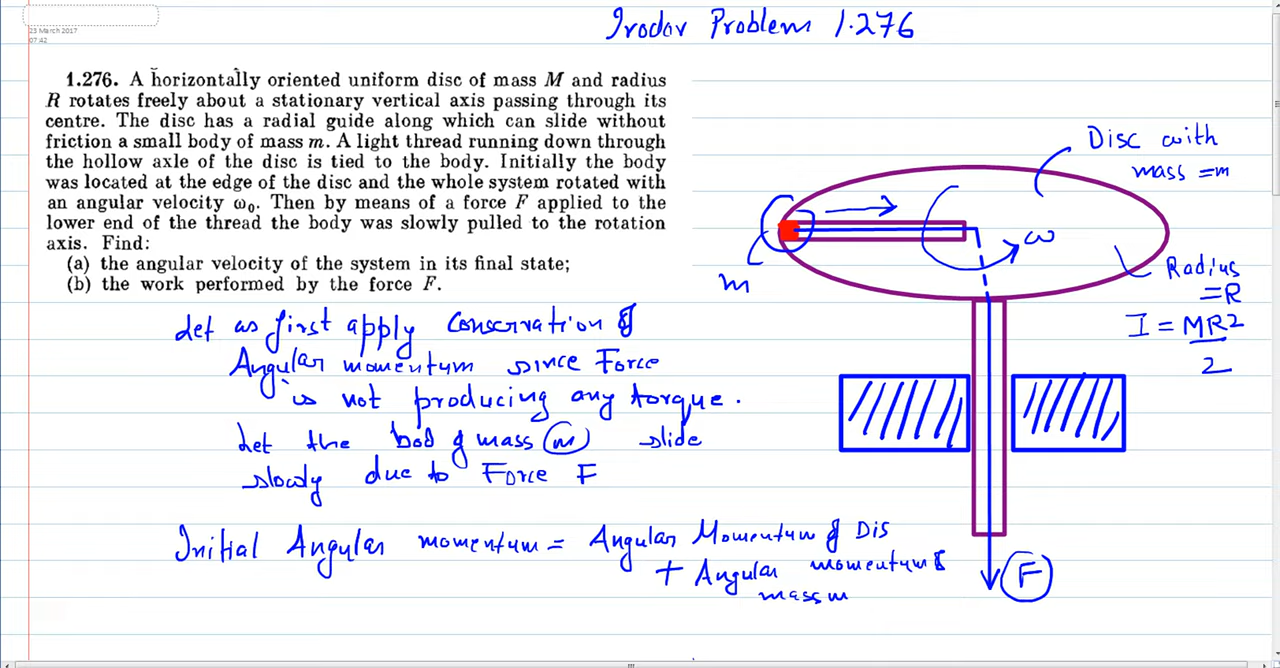 23 March 2017
07:42
Irodov Problem 1.276
1.276. A horizontally oriented uniform disc of mass M and radius
R rotates freely about a stationary vertical axis passing through its
centre. The disc has a radial guide along which can slide without
friction a small body of mass m. A light thread running down through
the hollow axle of the disc is tied to the body. Initially the body
was located at the edge of the disc and the whole system rotated with
an angular velocity ω₀. Then by means of a force F applied to the
lower end of the thread the body was slowly pulled to the rotation
axis. Find:
(a) the angular velocity of the system in its final state;
(b) the work performed by the force F.
Let us first apply Conservation of
Angular momentum since Force
is not producing any torque.
Let the bod of mass (m) slide
slowly due to Force F
Initial Angular momentum = Angular Momentum of Dis
+ Angular momentum of
mass m
Disc with
mass = m
m
ω
Radius
= R
I = MR2
2
F